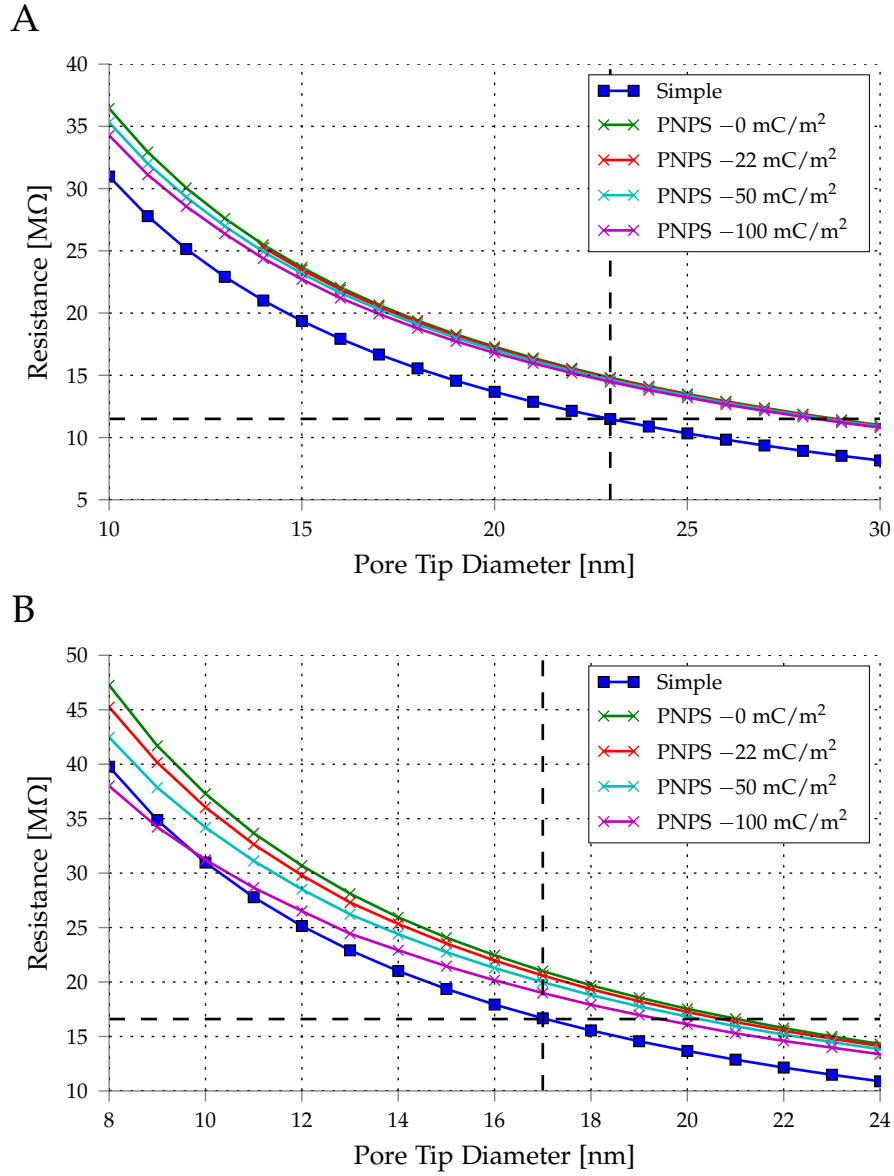 A
40
35
30
25
20
15
10
5
Resistance [MΩ]
10 15 20 25 30
Pore Tip Diameter [nm]
Simple
PNPS −0 mC/m²
PNPS −22 mC/m²
PNPS −50 mC/m²
PNPS −100 mC/m²
B
50
45
40
35
30
25
20
15
10
Resistance [MΩ]
8 10 12 14 16 18 20 22 24
Pore Tip Diameter [nm]
Simple
PNPS −0 mC/m²
PNPS −22 mC/m²
PNPS −50 mC/m²
PNPS −100 mC/m²